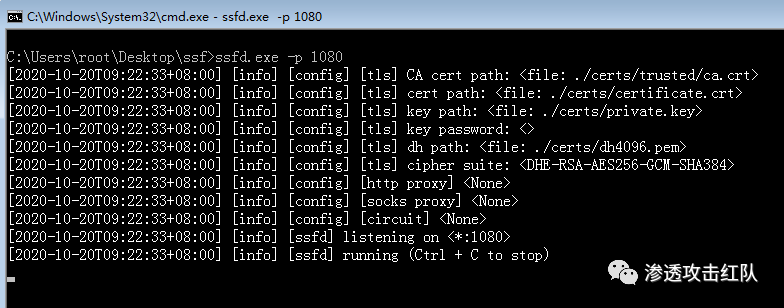 C:\Windows\System32\cmd.exe - ssfd.exe -p 1080
C:\Users\root\Desktop\ssf>ssfd.exe -p 1080
[2020-10-20T09:22:33+08:00] [info] [config] [tls] CA cert path: <file: ./certs/trusted/ca.crt>
[2020-10-20T09:22:33+08:00] [info] [config] [tls] cert path: <file: ./certs/certificate.crt>
[2020-10-20T09:22:33+08:00] [info] [config] [tls] key path: <file: ./certs/private.key>
[2020-10-20T09:22:33+08:00] [info] [config] [tls] key password: <>
[2020-10-20T09:22:33+08:00] [info] [config] [tls] dh path: <file: ./certs/dh4096.pem>
[2020-10-20T09:22:33+08:00] [info] [config] [tls] cipher suite: <DHE-RSA-AES256-GCM-SHA384>
[2020-10-20T09:22:33+08:00] [info] [config] [http proxy] <None>
[2020-10-20T09:22:33+08:00] [info] [config] [socks proxy] <None>
[2020-10-20T09:22:33+08:00] [info] [config] [circuit] <None>
[2020-10-20T09:22:33+08:00] [info] [ssfd] listening on <*:1080>
[2020-10-20T09:22:33+08:00] [info] [ssfd] running (Ctrl + C to stop)
渗透攻击红队